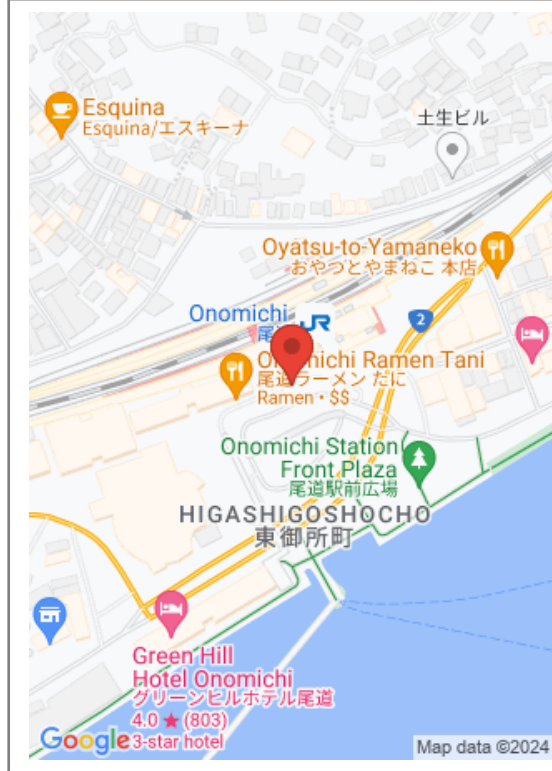 Esquina
Esquina/エスキーナ
土生ビル
Oyatsu-to-Yamaneko
おやつとやまねこ 本店
Onomichi
尾
JR
2
michi Ramen Tani
尾道ラーメン だに
Ramen・$$
Onomichi Station
Front Plaza
尾道駅前広場
HIGASHIGOSHOCHO
東御所町
Green Hill
Hotel Onomichi
グリーンヒルホテル尾道
4.0 ★ (803)
3-star hotel
Google
Map data ©2024